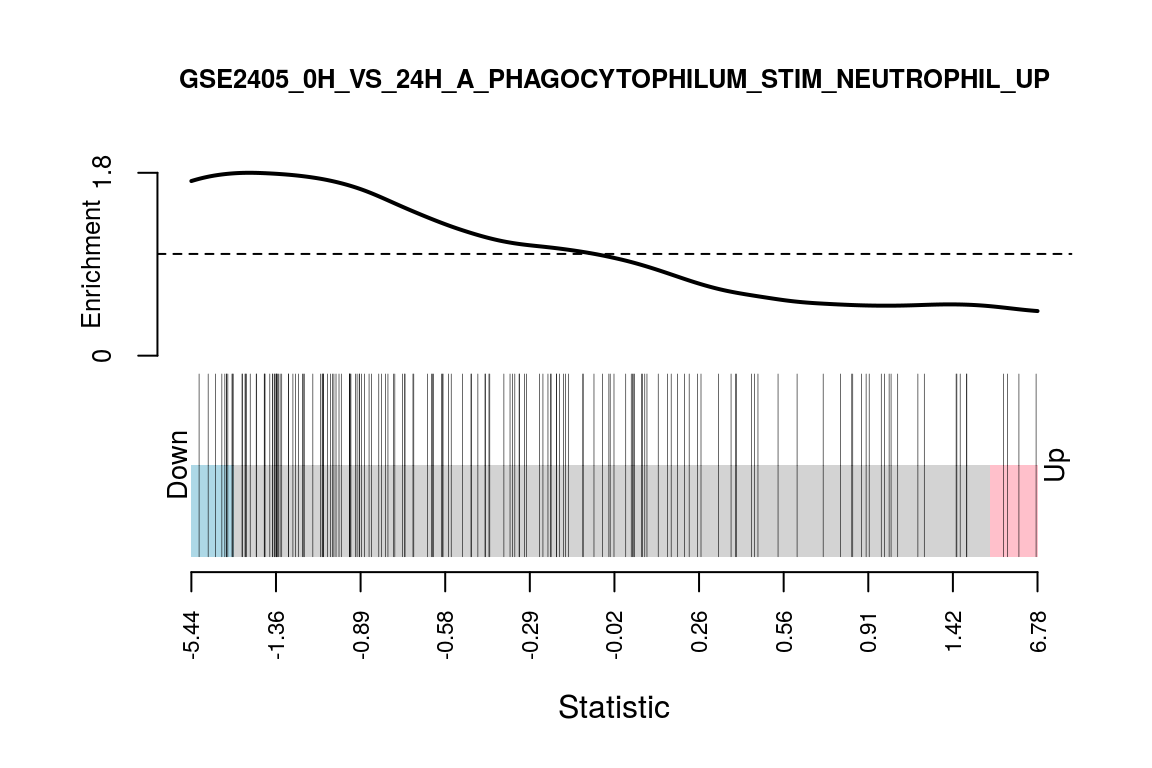 GSE2405_0H_VS_24H_A_PHAGOCYTOPHILUM_STIM_NEUTROPHIL_UP
1.8
Enrichment
0
Down
Up
-5.44 -1.36 -0.89 -0.58 -0.29 -0.02 0.26 0.56 0.91 1.42 6.78
Statistic